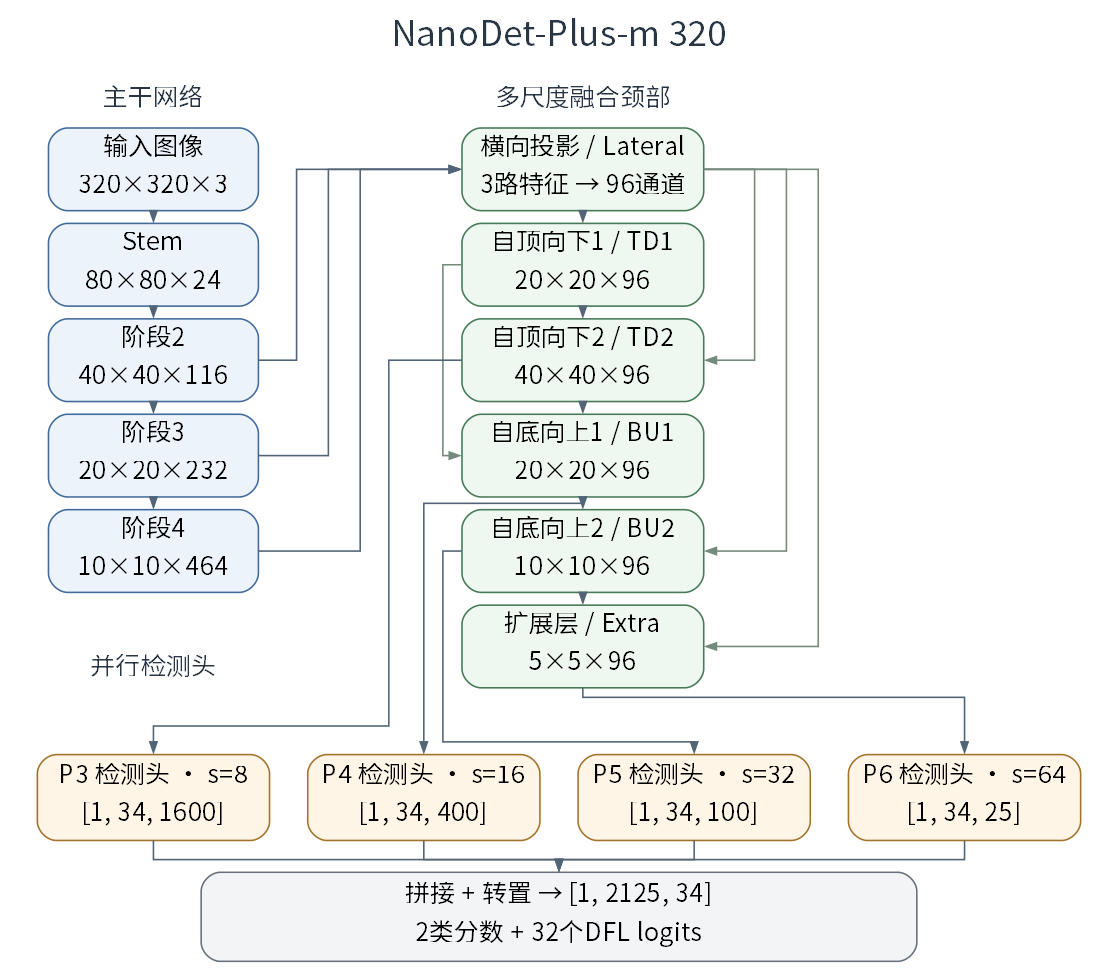 NanoDet-Plus-m 320
主干网络
输入图像
320×320×3
Stem
80×80×24
阶段2
40×40×116
阶段3
20×20×232
阶段4
10×10×464
多尺度融合颈部
横向投影 / Lateral
3路特征 → 96通道
自顶向下1 / TD1
20×20×96
自顶向下2 / TD2
40×40×96
自底向上1 / BU1
20×20×96
自底向上2 / BU2
10×10×96
扩展层 / Extra
5×5×96
并行检测头
P3 检测头 · s=8
[1, 34, 1600]
P4 检测头 · s=16
[1, 34, 400]
P5 检测头 · s=32
[1, 34, 100]
P6 检测头 · s=64
[1, 34, 25]
拼接 + 转置 → [1, 2125, 34]
2类分数 + 32个DFL logits